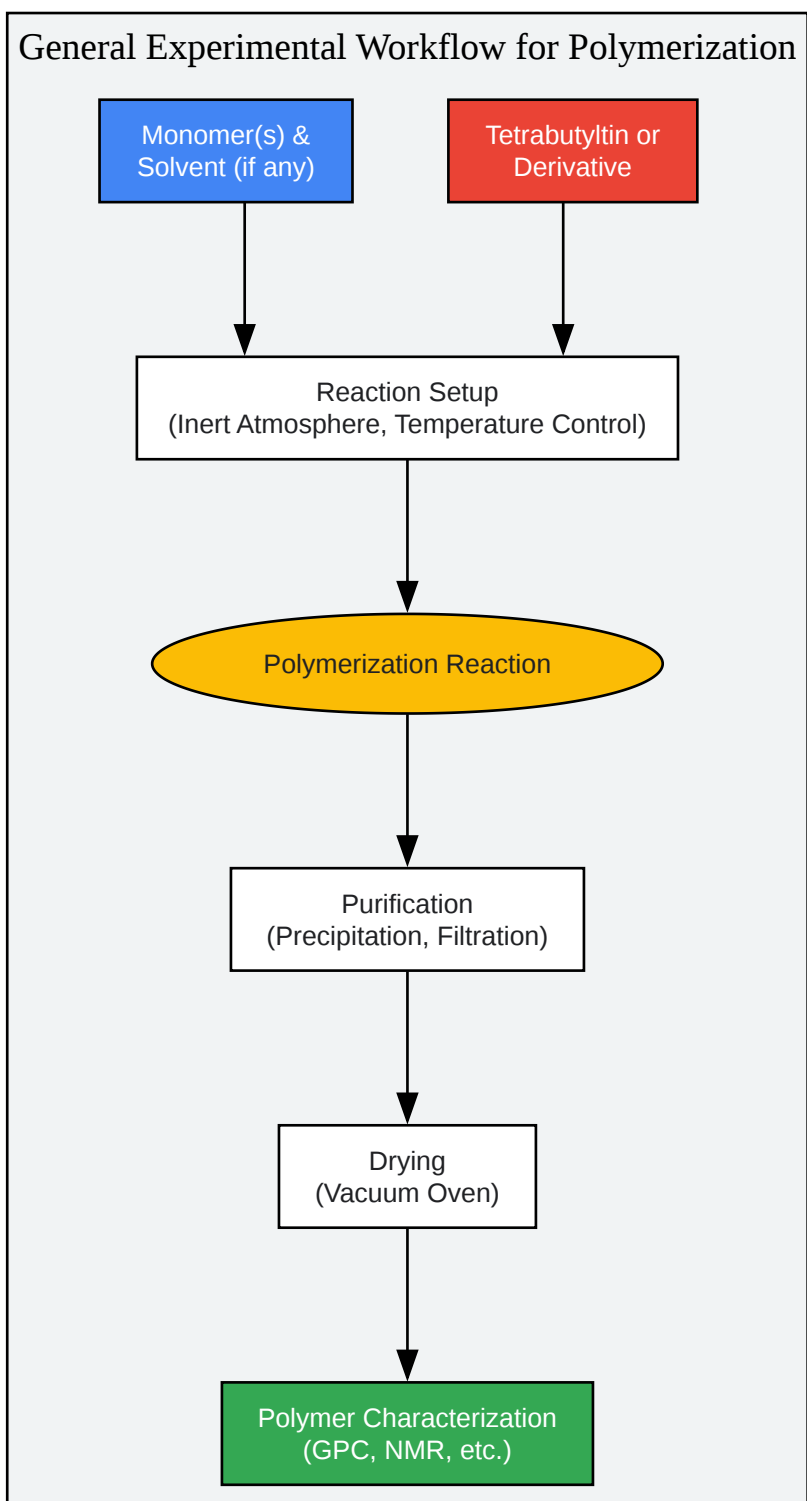 General Experimental Workflow for Polymerization
Monomer(s) &
Solvent (if any)
Tetrabutyltin or
Derivative
Reaction Setup
(Inert Atmosphere, Temperature Control)
Polymerization Reaction
Purification
(Precipitation, Filtration)
Drying
(Vacuum Oven)
Polymer Characterization
(GPC, NMR, etc.)